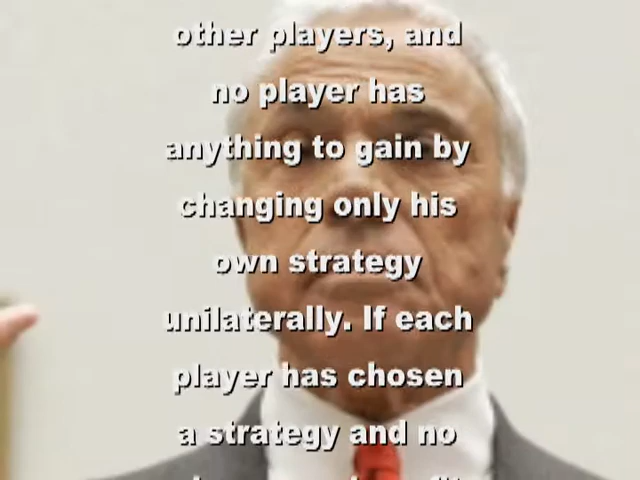 other players, and
no player has
anything to gain by
changing only his
own strategy
unilaterally. If each
player has chosen
a strategy and no